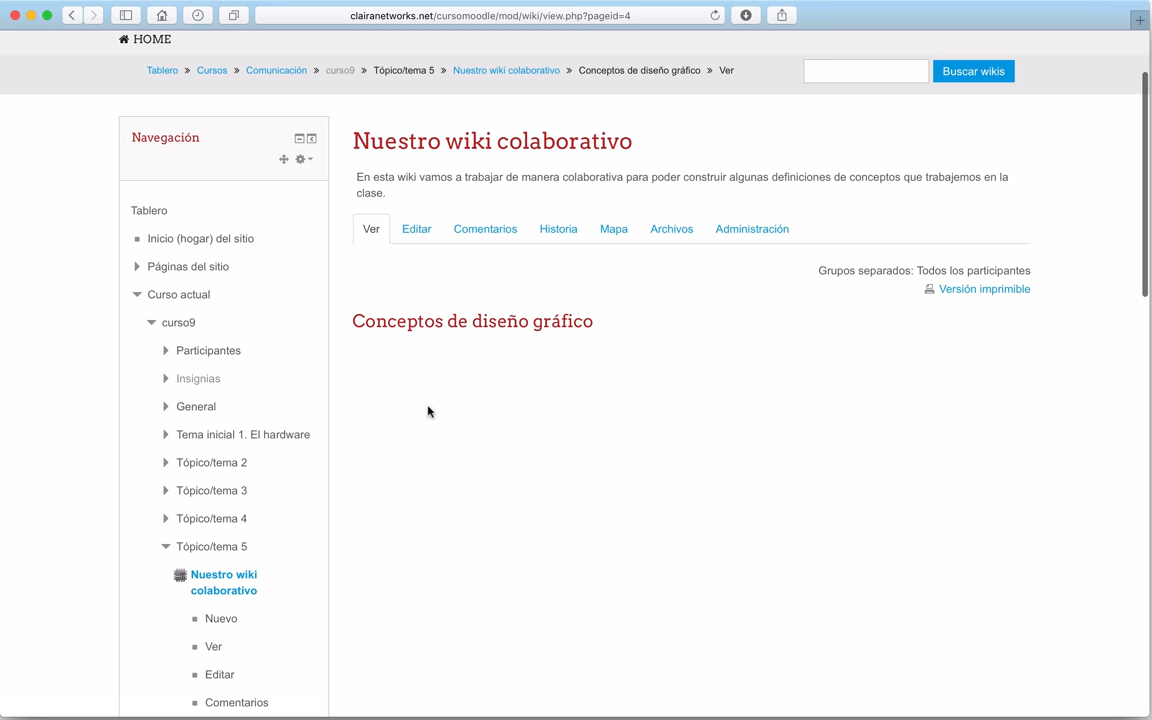 clairanetworks.net/cursomoodle/mod/wiki/view.php?pageid=4
HOME
Tablero » Cursos » Comunicación » curso9 » Tópico/tema 5 » Nuestro wiki colaborativo » Conceptos de diseño gráfico » Ver
Buscar wikis
Navegación
Tablero
Inicio (hogar) del sitio
Páginas del sitio
Curso actual
curso9
Participantes
Insignias
General
Tema inicial 1. El hardware
Tópico/tema 2
Tópico/tema 3
Tópico/tema 4
Tópico/tema 5
Nuestro wiki
colaborativo
Nuevo
Ver
Editar
Comentarios
Nuestro wiki colaborativo
En esta wiki vamos a trabajar de manera colaborativa para poder construir algunas definiciones de conceptos que trabajemos en la
clase.
Ver Editar Comentarios Historia Mapa Archivos Administración
Grupos separados: Todos los participantes
Versión imprimible
Conceptos de diseño gráfico